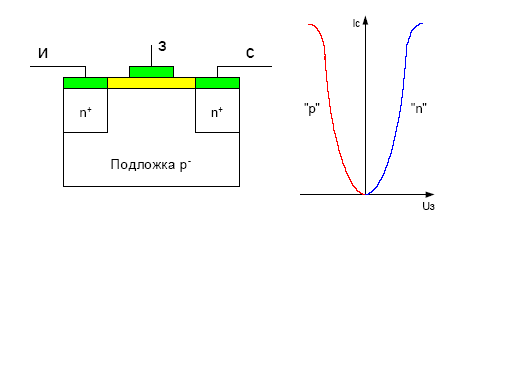 И
З
С
n+
n+
Подложка p-
Ic
"p"
"n"
Uз